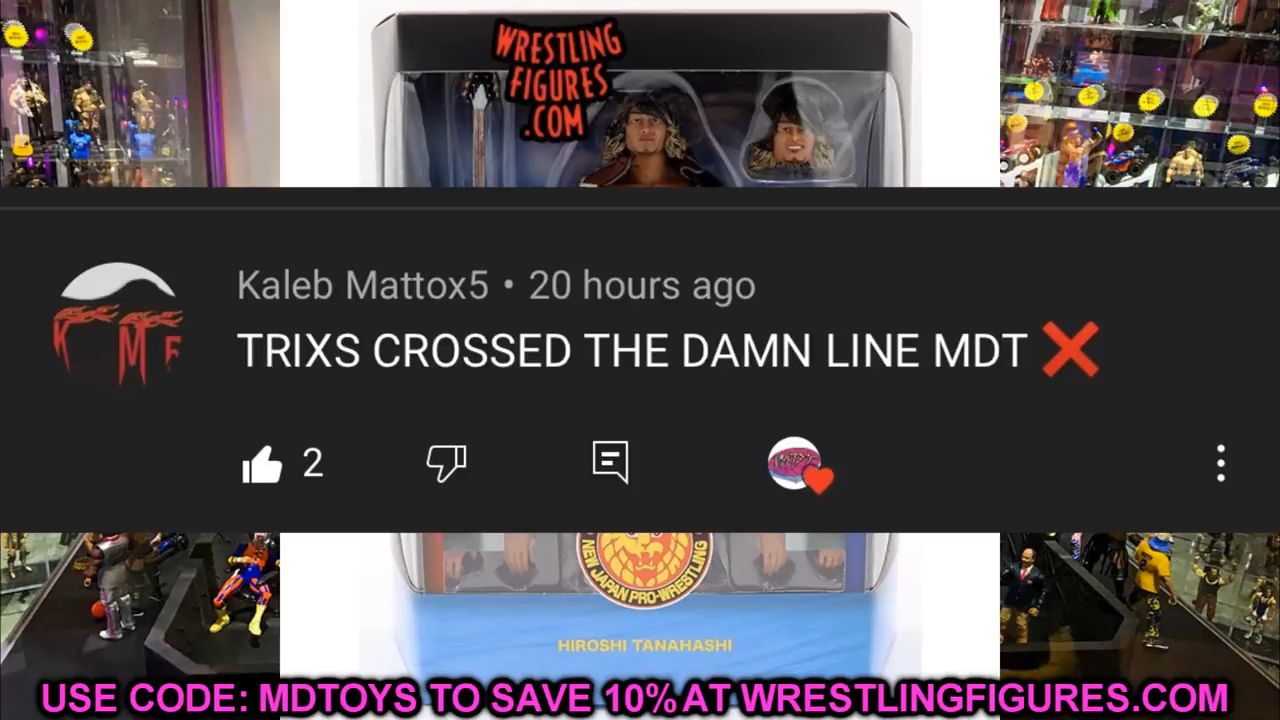 WRESTLING
FIGURES
.COM
Kaleb Mattox5 • 20 hours ago
TRIXS CROSSED THE DAMN LINE MDT ❌
2
NEW JAPAN PRO-WRESTLING
HIROSHI TANAHASHI
USE CODE: MDTOYS TO SAVE 10% AT WRESTLINGFIGURES.COM